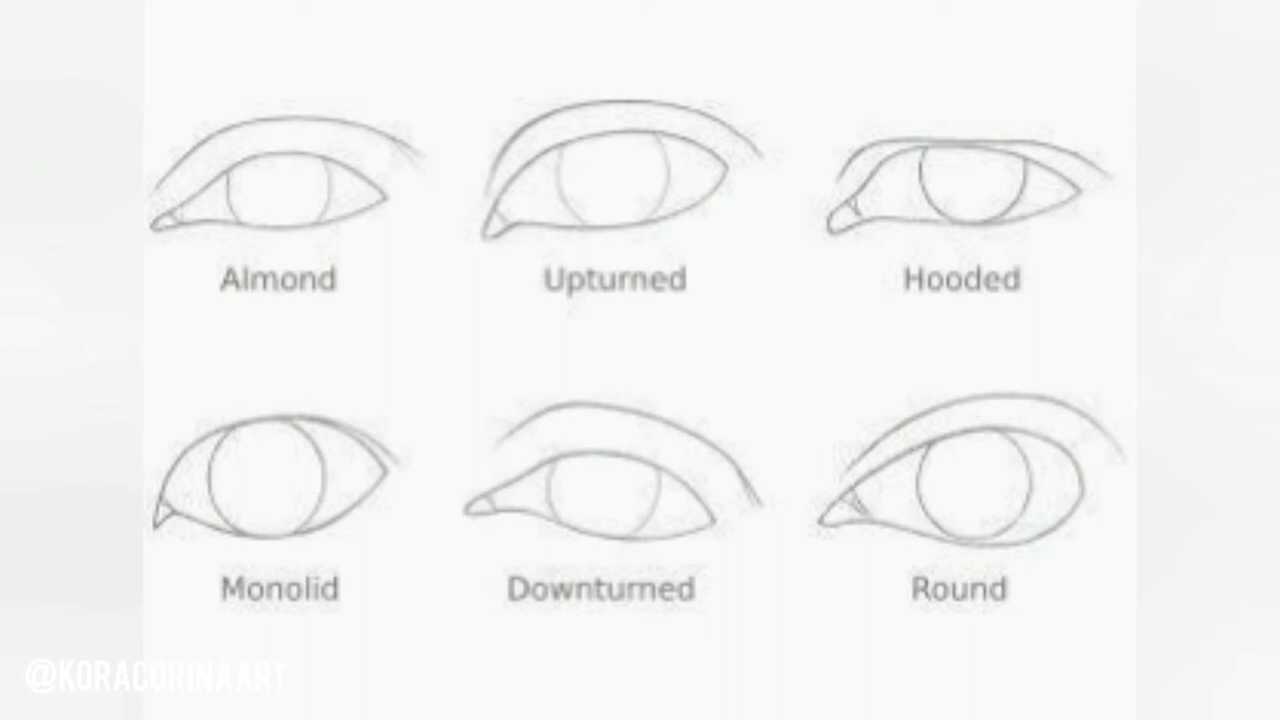 Almond
Upturned
Hooded
Monolid
Downturned
Round
@KORACORINAART